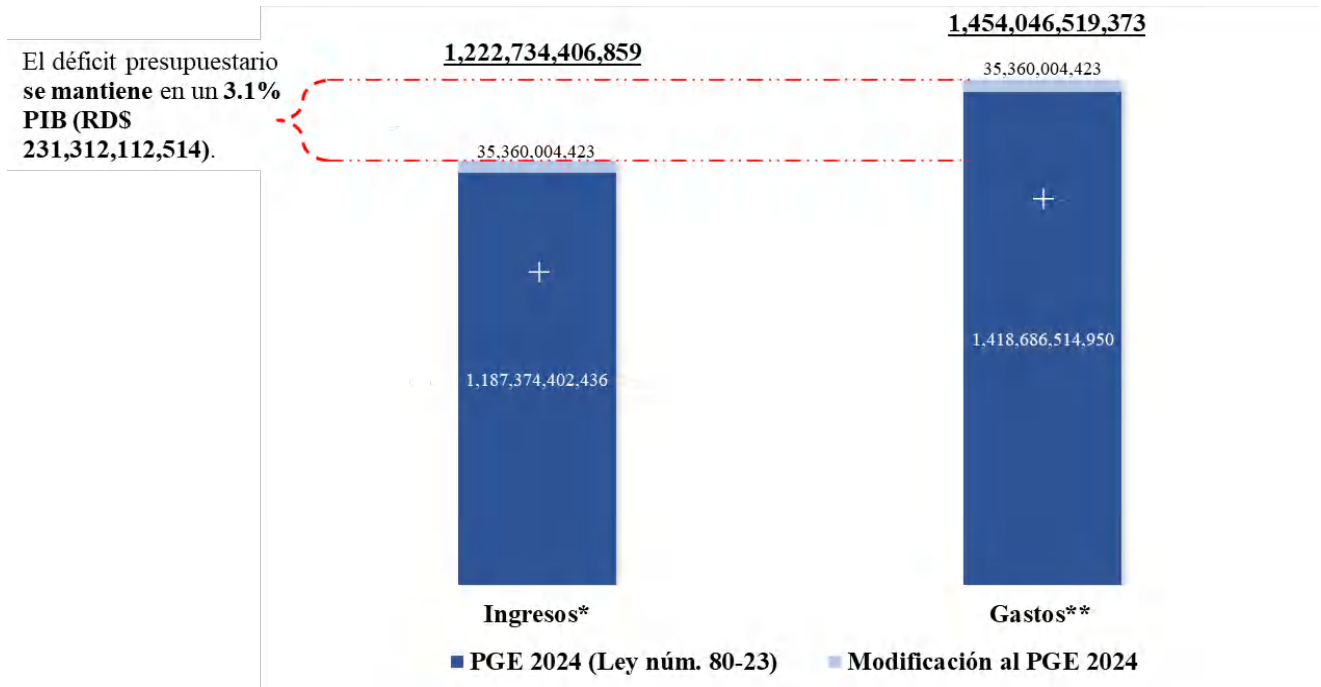 1,454,046,519,373
1,222,734,406,859
El déficit presupuestario
se mantiene en un 3.1%
PIB (RD$
231,312,112,514).
35,360,004,423
35,360,004,423
1,418,686,514,950
1,187,374,402,436
Ingresos*
Gastos**
PGE 2024 (Ley núm. 80-23)
Modificación al PGE 2024